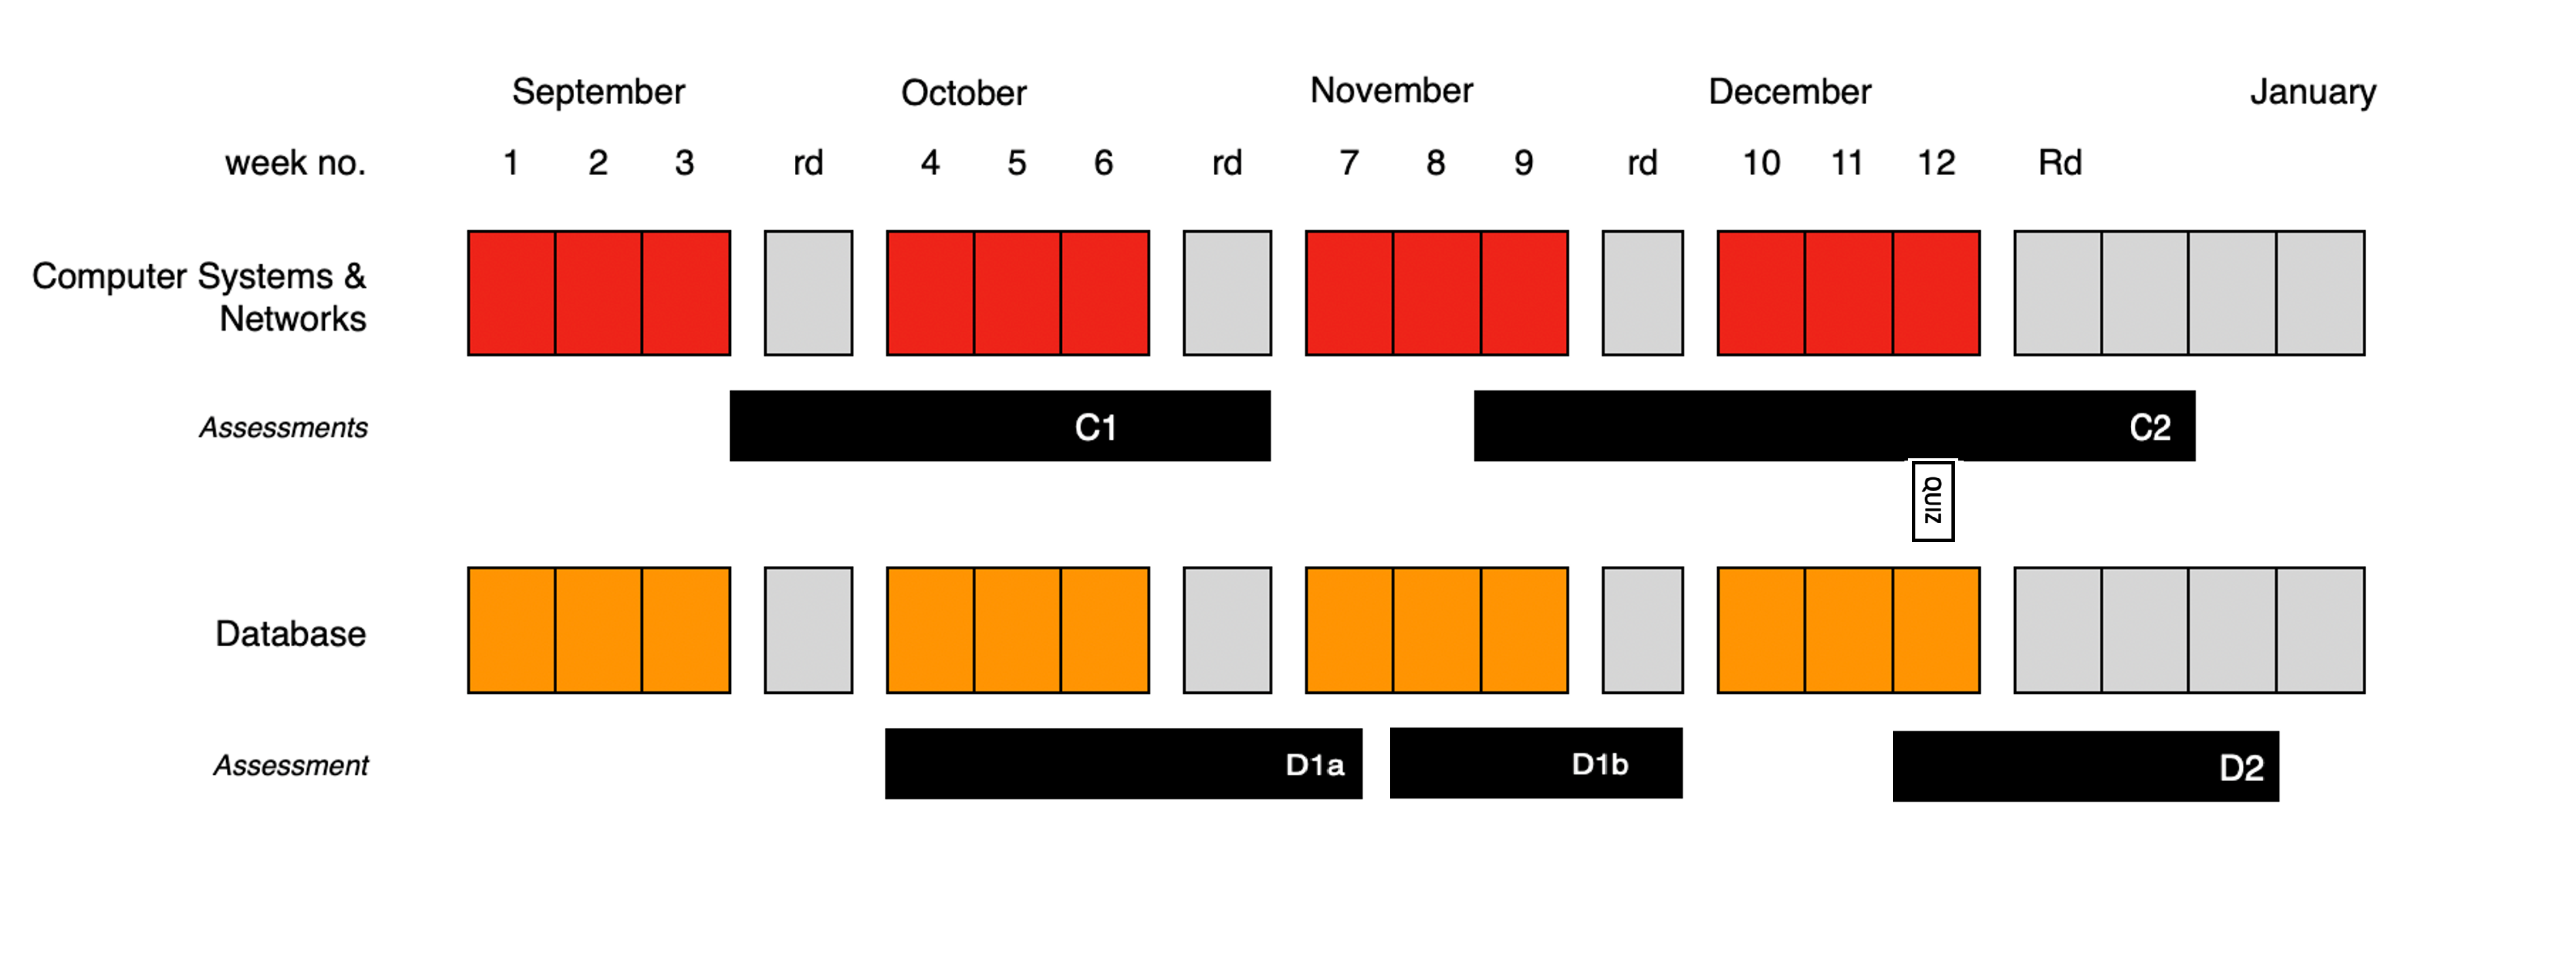 September October November December January
week no. 1 2 3 rd 4 5 6 rd 7 8 9 rd 10 11 12 Rd
Computer Systems &
Networks
Assessments C1 C2
QUIZ
Database
Assessment D1a D1b D2